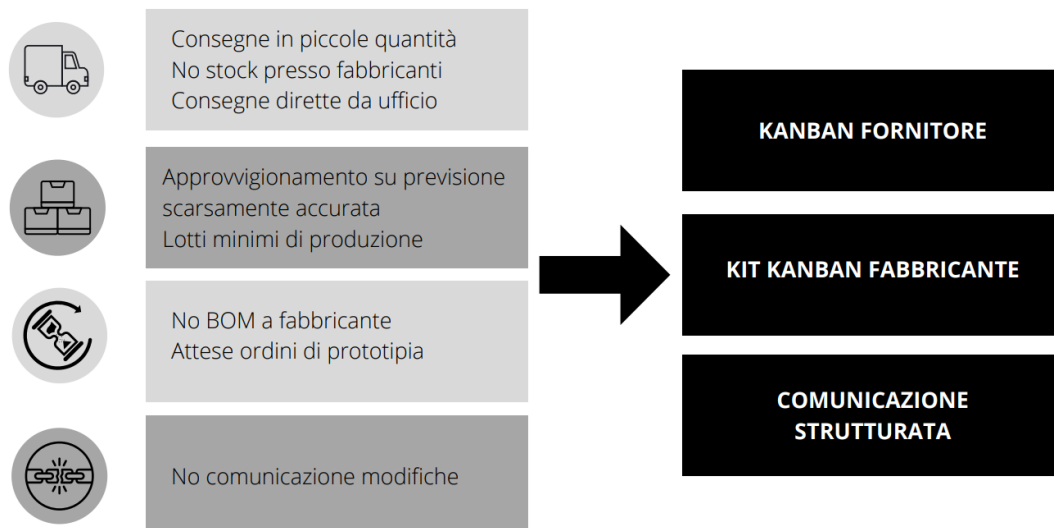 Consegne in piccole quantità
No stock presso fabbricanti
Consegne dirette da ufficio
Approvvigionamento su previsione
scarsamente accurata
Lotti minimi di produzione
No BOM a fabbricante
Attese ordini di prototipia
No comunicazione modifiche
KANBAN FORNITORE
KIT KANBAN FABBRICANTE
COMUNICAZIONE
STRUTTURATA